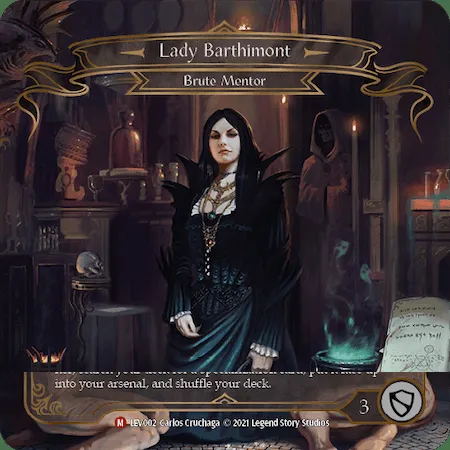 Lady Barthimont
Brute Mentor
into your arsenal, and shuffle your deck.
3
M LEV002 Carlos Cruchaga © 2021 Legend Story Studios